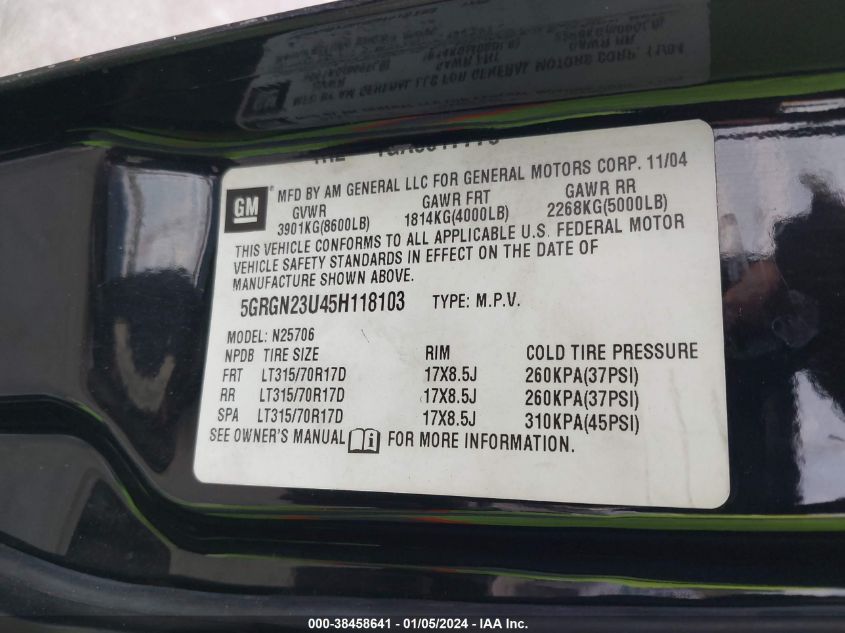 GM
MFD BY AM GENERAL LLC FOR GENERAL MOTORS CORP. 11/04
GVWR GAWR FRT GAWR RR
3901KG(8600LB) 1814KG(4000LB) 2268KG(5000LB)
THIS VEHICLE CONFORMS TO ALL APPLICABLE U.S. FEDERAL MOTOR
VEHICLE SAFETY STANDARDS IN EFFECT ON THE DATE OF
MANUFACTURE SHOWN ABOVE.
5GRGN23U45H118103 TYPE: M.P.V.
MODEL: N25706
NPDB TIRE SIZE RIM COLD TIRE PRESSURE
FRT LT315/70R17D 17X8.5J 260KPA(37PSI)
RR LT315/70R17D 17X8.5J 260KPA(37PSI)
SPA LT315/70R17D 17X8.5J 310KPA(45PSI)
SEE OWNER'S MANUAL FOR MORE INFORMATION.
000-38458641 - 01/05/2024 - IAA Inc.